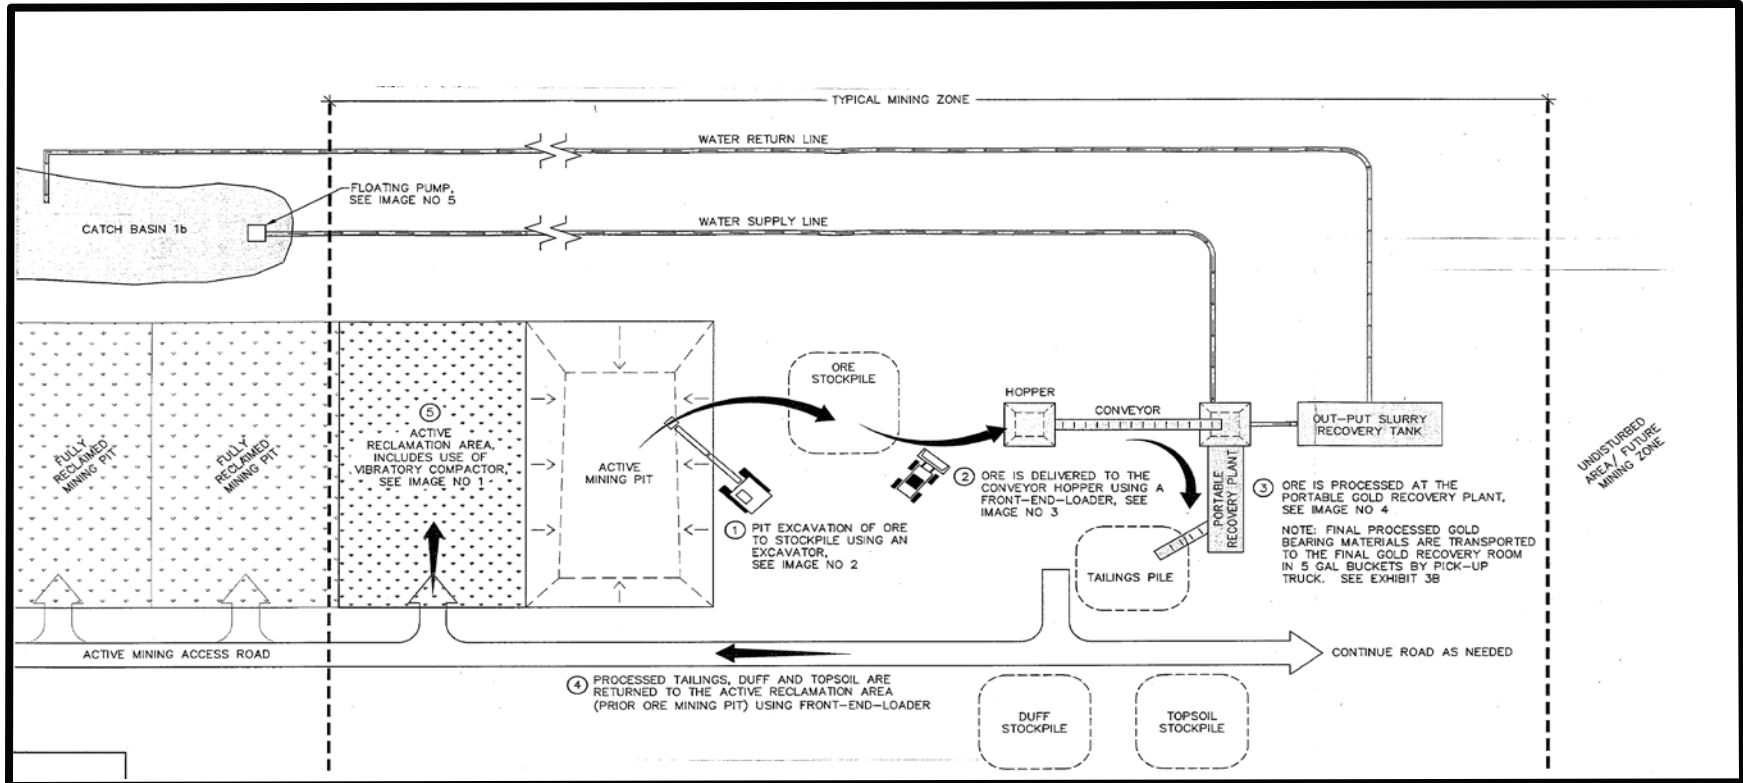 TYPICAL MINING ZONE
WATER RETURN LINE
FLOATING PUMP,
SEE IMAGE NO 5
CATCH BASIN 1b
WATER SUPPLY LINE
ORE
STOCKPILE
HOPPER
CONVEYOR
OUT-PUT SLURRY
RECOVERY TANK
UNDISTURBED
AREA/ FUTURE
MINING ZONE
FULLY
RECLAIMED
MINING PIT
FULLY
RECLAIMED
MINING PIT
5
ACTIVE
RECLAMATION AREA,
INCLUDES USE OF
VIBRATORY COMPACTOR,
SEE IMAGE NO 1
ACTIVE
MINING PIT
1 PIT EXCAVATION OF ORE
TO STOCKPILE USING AN
EXCAVATOR,
SEE IMAGE NO 2
2 ORE IS DELIVERED TO THE
CONVEYOR HOPPER USING A
FRONT-END-LOADER, SEE
IMAGE NO 3
PORTABLE
RECOVERY PLANT
3 ORE IS PROCESSED AT THE
PORTABLE GOLD RECOVERY PLANT,
SEE IMAGE NO 4
NOTE: FINAL PROCESSED GOLD
BEARING MATERIALS ARE TRANSPORTED
TO THE FINAL GOLD RECOVERY ROOM
IN 5 GAL BUCKETS BY PICK-UP
TRUCK. SEE EXHIBIT 3B
TAILINGS PILE
ACTIVE MINING ACCESS ROAD
CONTINUE ROAD AS NEEDED
4 PROCESSED TAILINGS, DUFF AND TOPSOIL ARE
RETURNED TO THE ACTIVE RECLAMATION AREA
(PRIOR ORE MINING PIT) USING FRONT-END-LOADER
DUFF
STOCKPILE
TOPSOIL
STOCKPILE